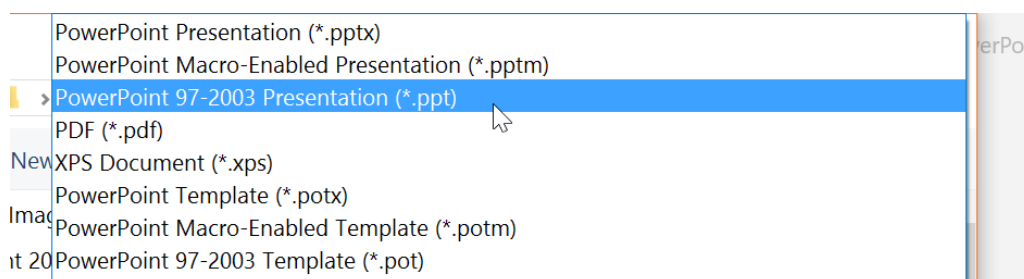 PowerPoint Presentation (*.pptx)
PowerPoint Macro-Enabled Presentation (*.pptm)
PowerPoint 97-2003 Presentation (*.ppt)
PDF (*.pdf)
New
XPS Document (*.xps)
PowerPoint Template (*.potx)
PowerPoint Macro-Enabled Template (*.potm)
PowerPoint 97-2003 Template (*.pot)